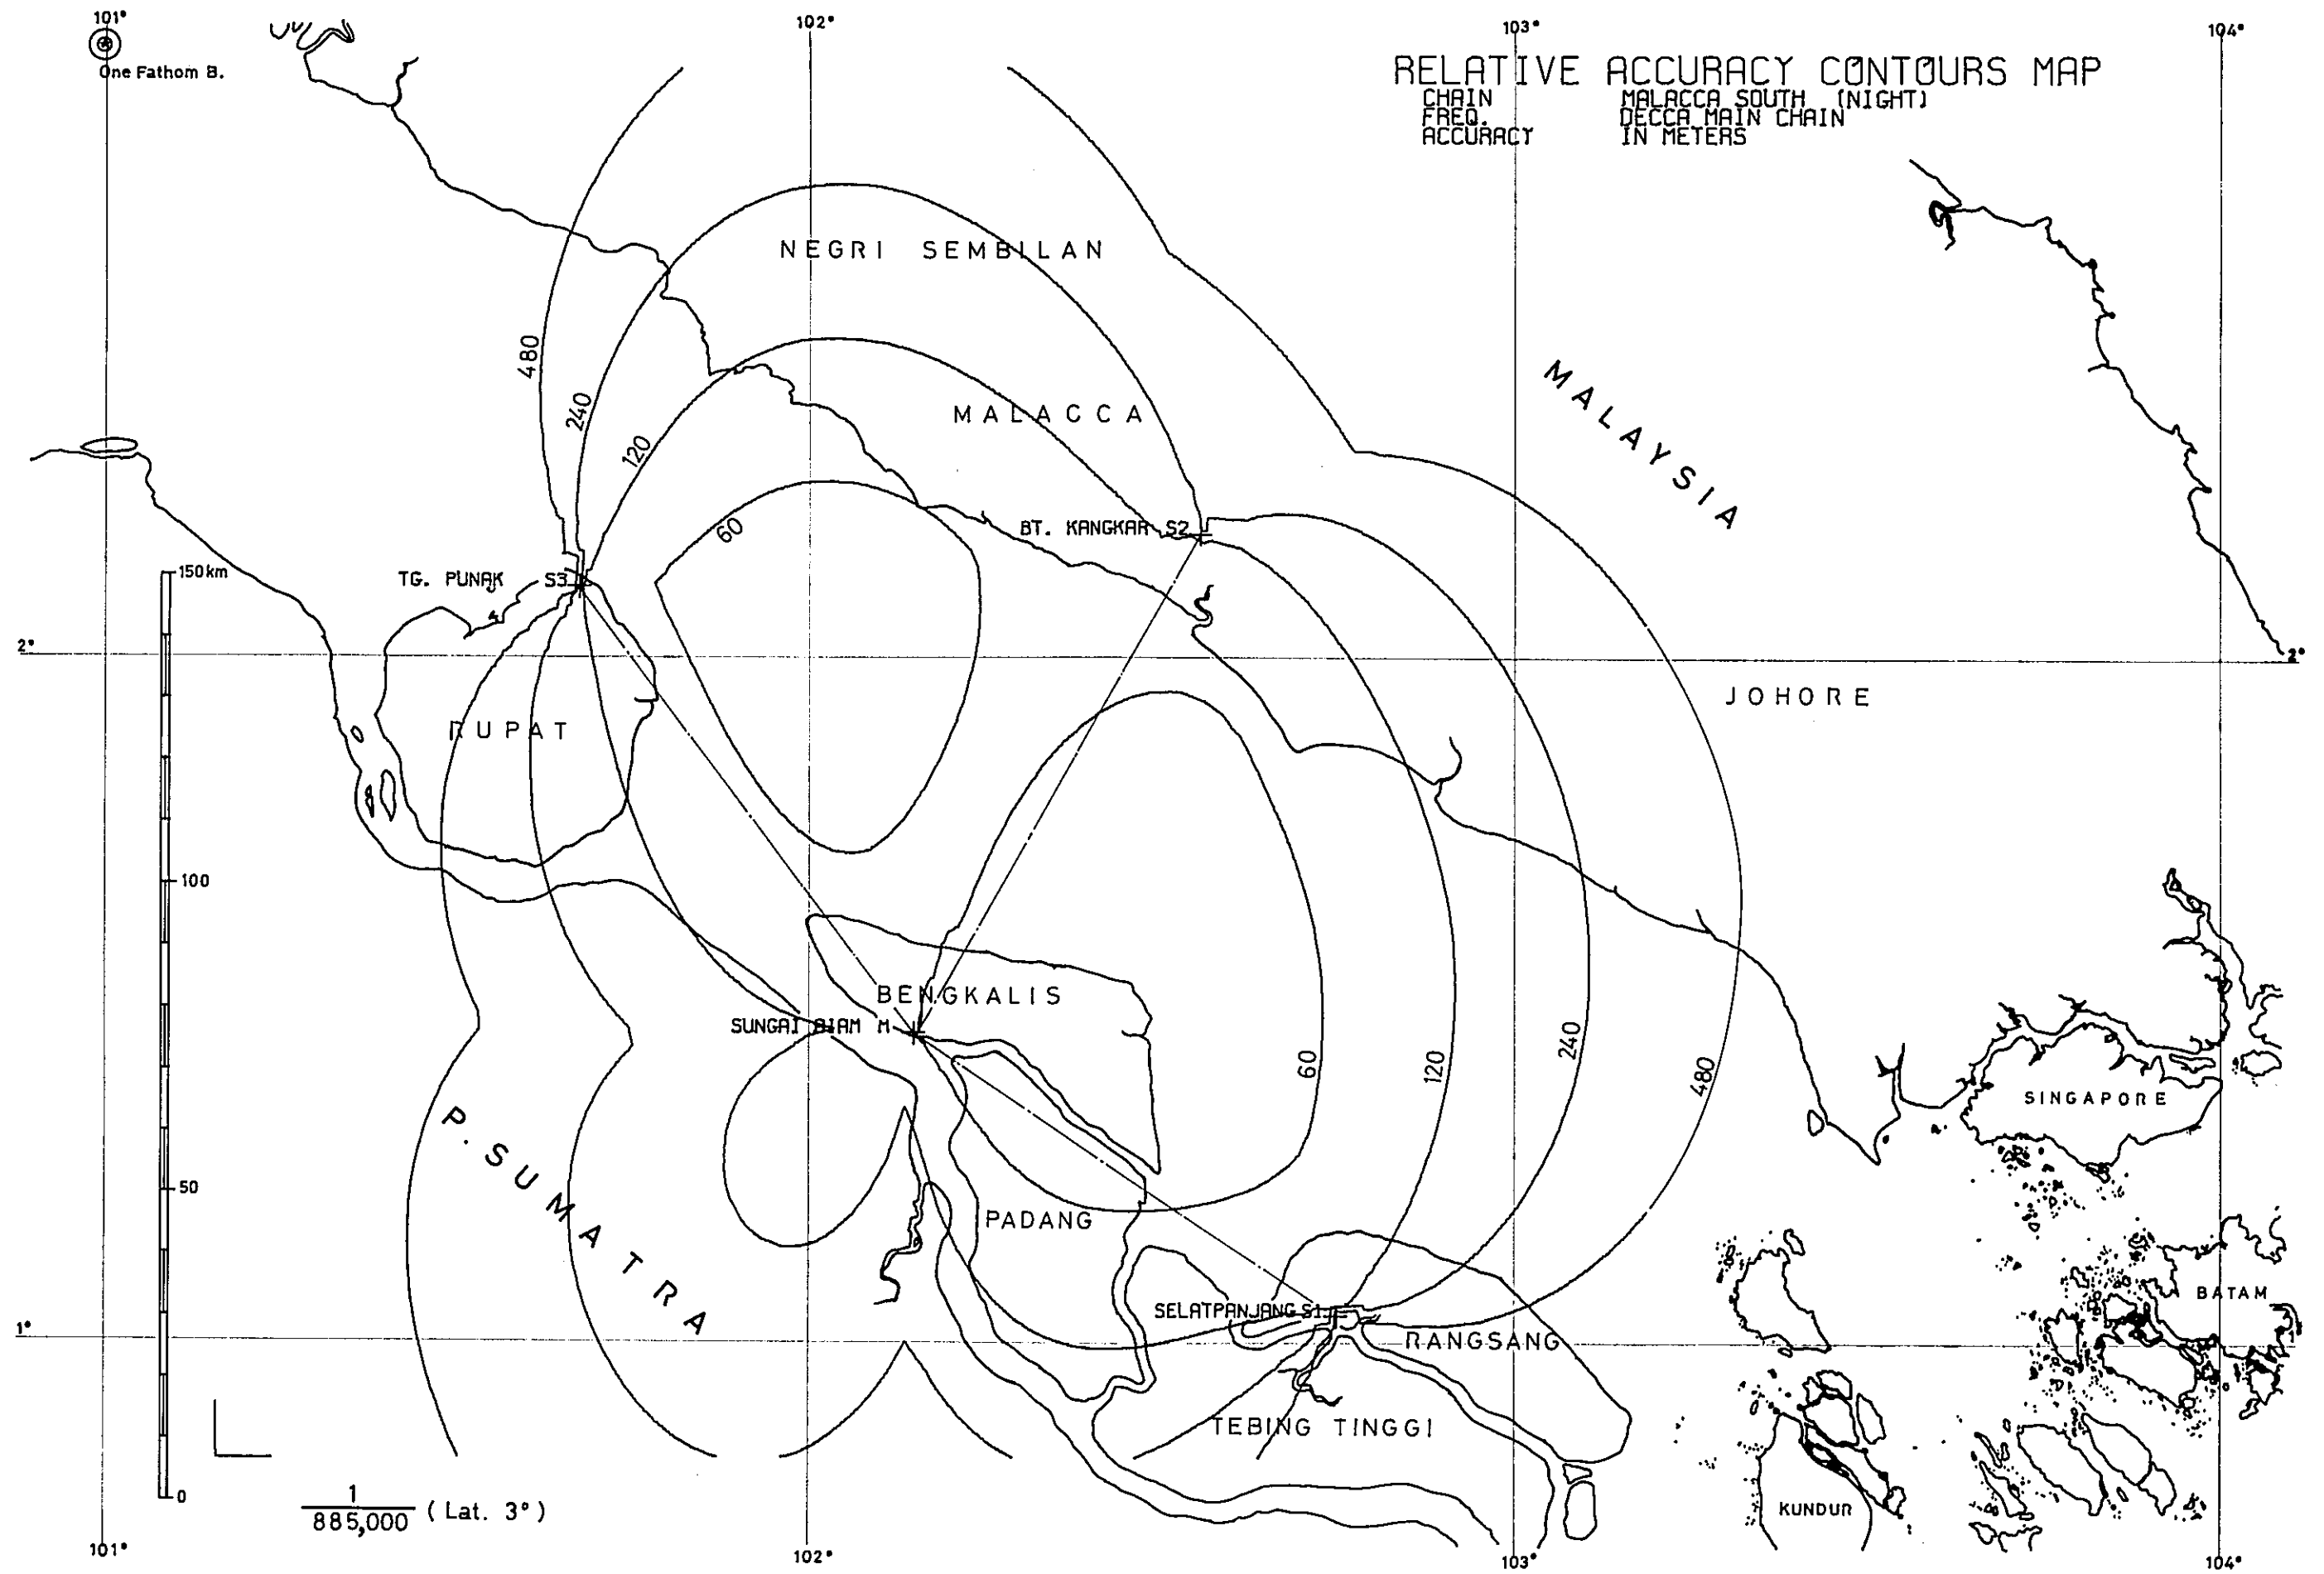 101°
102°
103°
104°
One Fathom B.
RELATIVE ACCURACY CONTOURS MAP
CHAIN MALACCA SOUTH (NIGHT)
FREQ. DECCA MAIN CHAIN
ACCURACY IN METERS
NEGRI SEMBILAN
480
240
120
60
MALACCA
MALAYSIA
BT. KANGKAR S2
TG. PUNAK S3
150km
2°
2°
JOHORE
RUPAT
100
BENGKALIS
SUNGAI SIAM M
60
120
240
480
SINGAPORE
P. SUMATRA
50
PADANG
BATAM
SELATPANJANG S1
1°
RANGSANG
TEBING TINGGI
0
1
885,000 (Lat. 3°)
KUNDUR
101°
102°
103°
104°